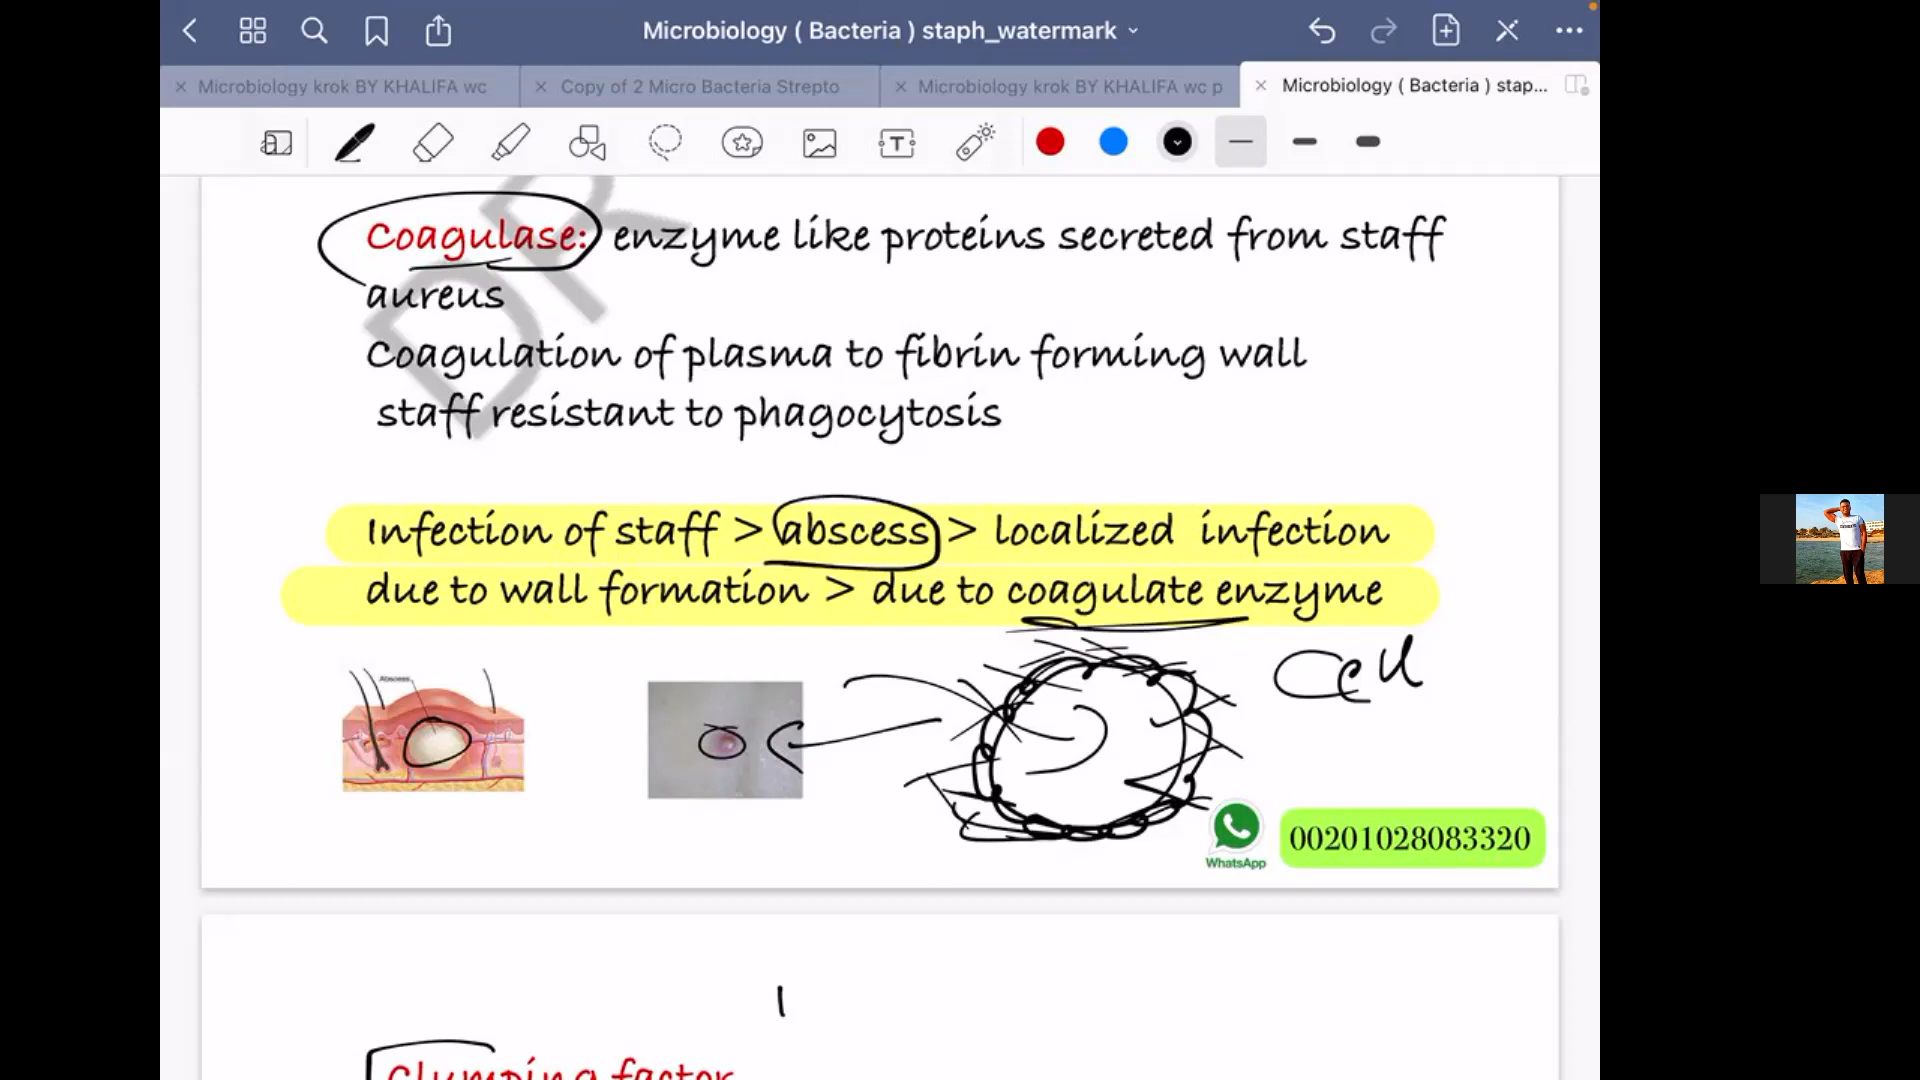 Microbiology ( Bacteria ) staph_watermark
Microbiology krok BY KHALIFA wc
Copy of 2 Micro Bacteria Strepto
Microbiology krok BY KHALIFA wc p
Microbiology ( Bacteria ) stap...
DR
Coagulase: enzyme like proteins secreted from staff
aureus
Coagulation of plasma to fibrin forming wall
staff resistant to phagocytosis
Infection of staff > abscess > localized infection
due to wall formation > due to coagulate enzyme
Cell
Abscess
WhatsApp
00201028083320
Clumping factor